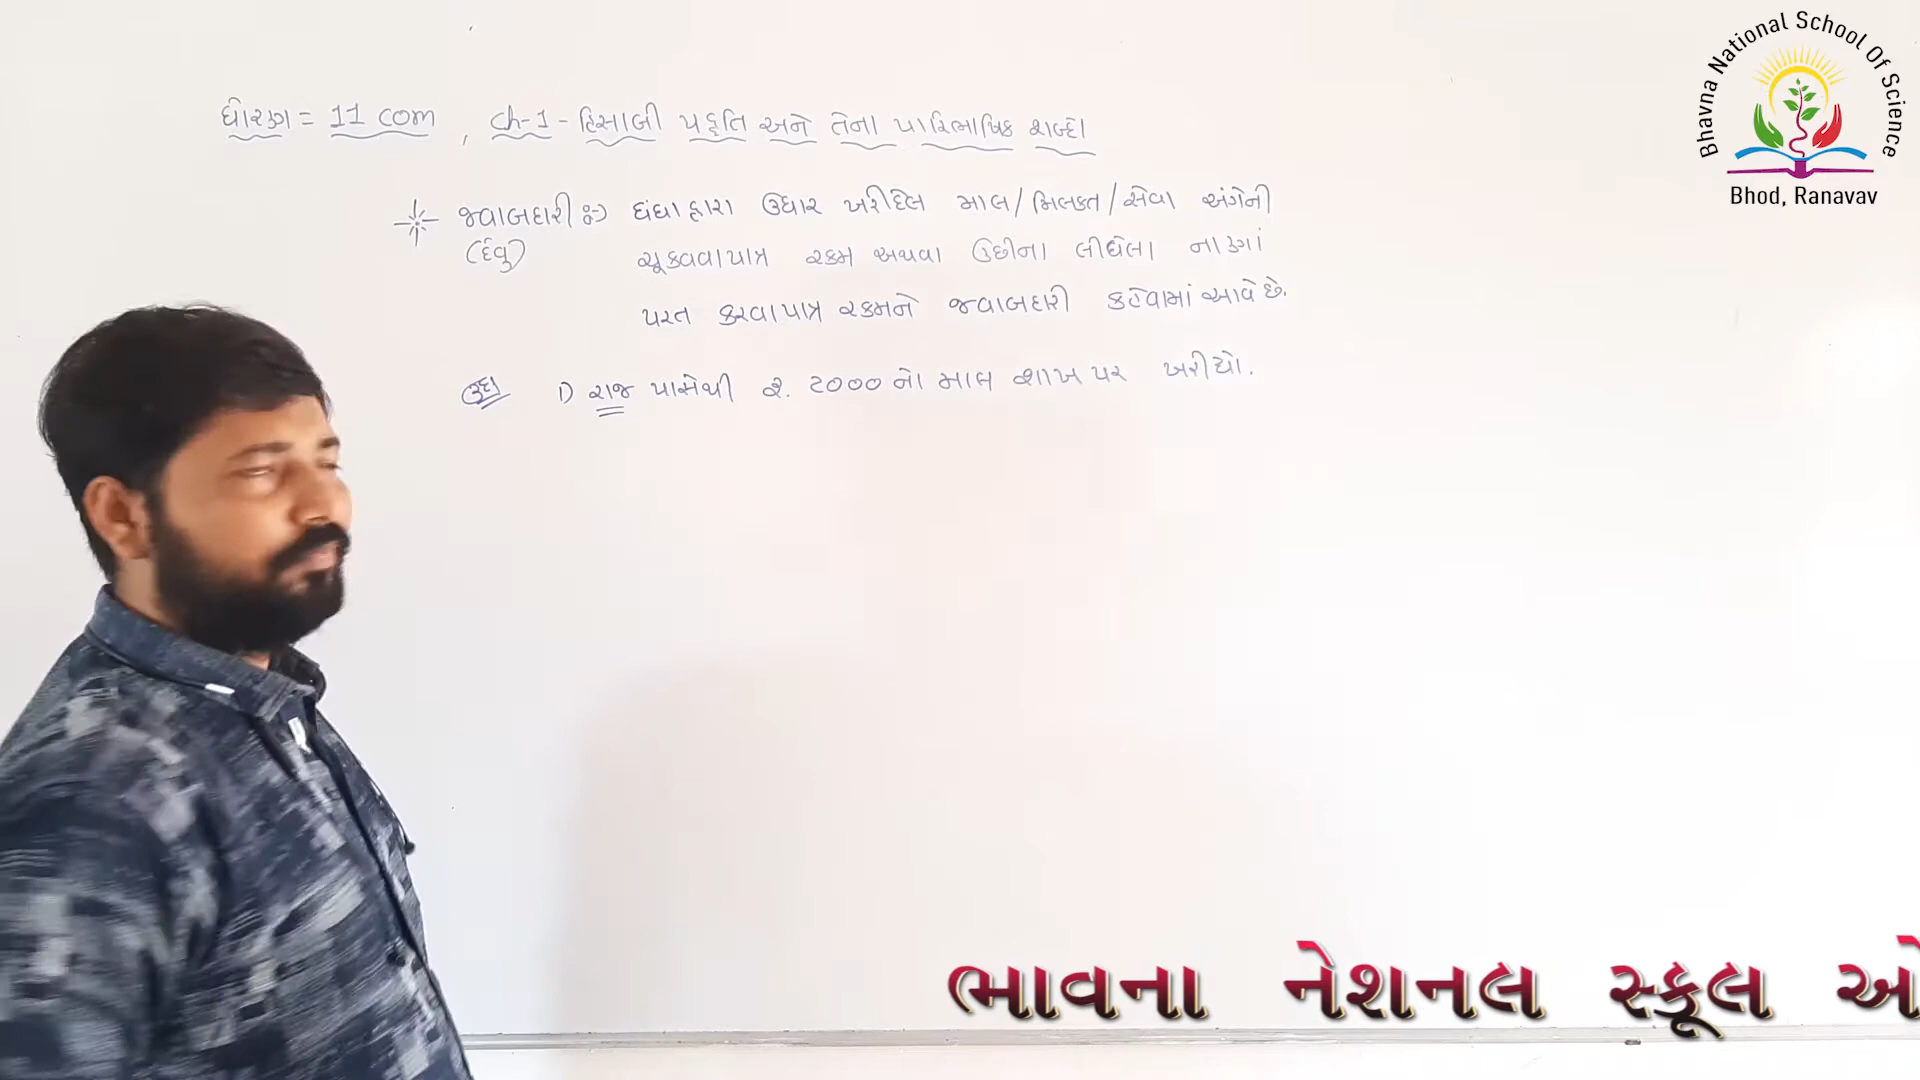 ધોરણ = 11 com , ch-1 - હિસાબી પદ્ધતિ અને તેના પારિભાષિક શબ્દો
જવાબદારી :-) ધંધા દ્વારા ઉધાર ખરીદેલ માલ/મિલકત/સેવા અંગેની
(દેવુ) ચૂકવવાપાત્ર રકમ અથવા ઉછીના લીધેલા નાણાં
પરત કરવાપાત્ર રકમને જવાબદારી કહેવામાં આવે છે.
ઉદા 1) રાજ પાસેથી રૂ. ૨૦૦૦ નો માલ શાખ પર ખરીદ્યો.
Bhavna National School Of Science
Bhod, Ranavav
ભાવના નેશનલ સ્કૂલ ઓ